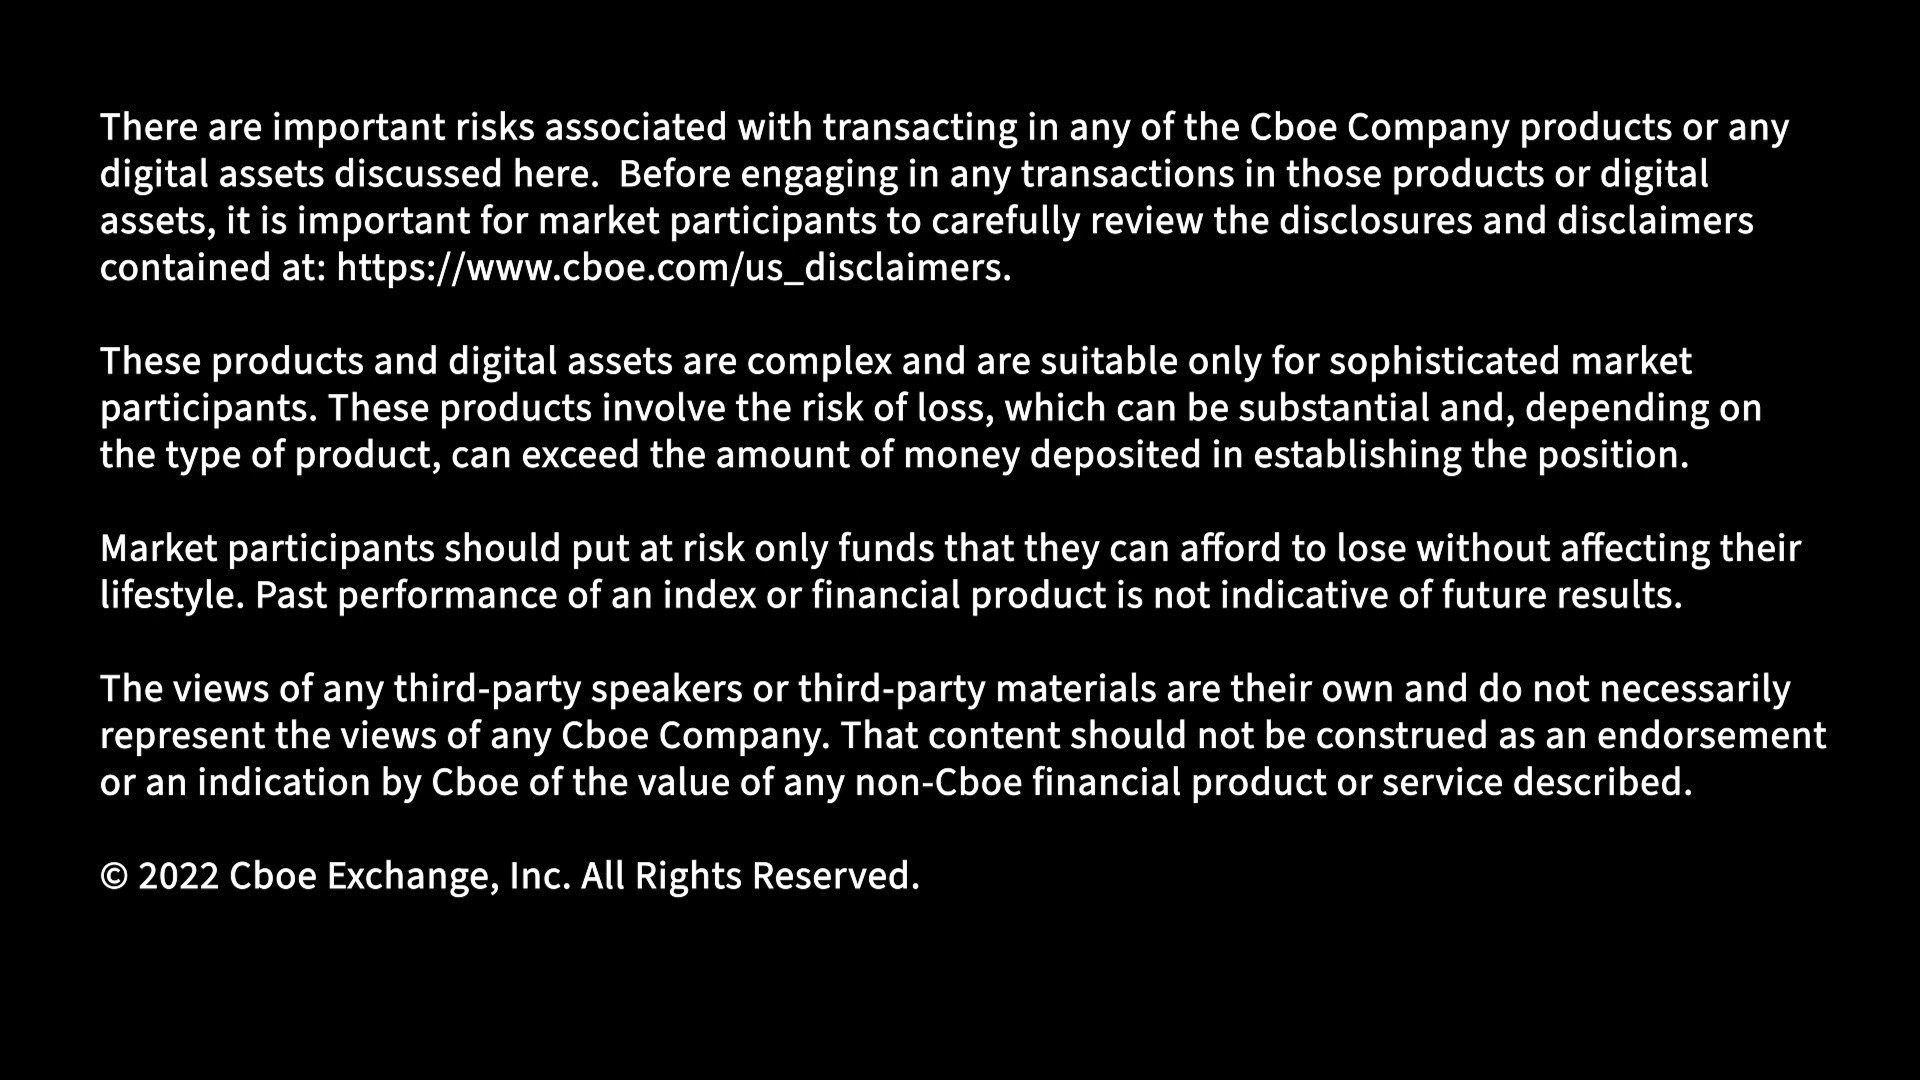 There are important risks associated with transacting in any of the Cboe Company products or any
digital assets discussed here.  Before engaging in any transactions in those products or digital
assets, it is important for market participants to carefully review the disclosures and disclaimers
contained at: https://www.cboe.com/us_disclaimers.
These products and digital assets are complex and are suitable only for sophisticated market
participants. These products involve the risk of loss, which can be substantial and, depending on
the type of product, can exceed the amount of money deposited in establishing the position.
Market participants should put at risk only funds that they can afford to lose without affecting their
lifestyle. Past performance of an index or financial product is not indicative of future results.
The views of any third-party speakers or third-party materials are their own and do not necessarily
represent the views of any Cboe Company. That content should not be construed as an endorsement
or an indication by Cboe of the value of any non-Cboe financial product or service described.
© 2022 Cboe Exchange, Inc. All Rights Reserved.